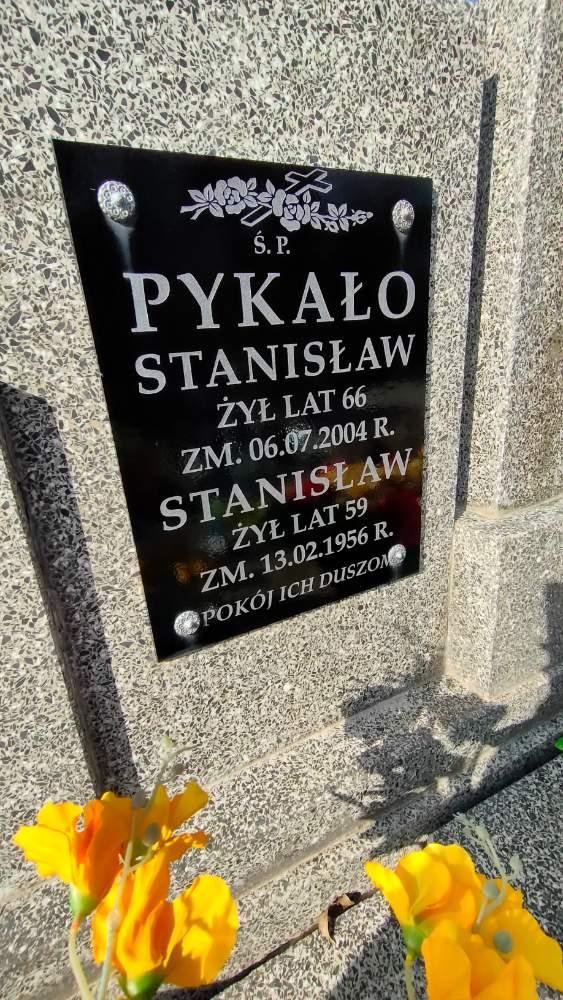 Ś. P.
PYKAŁO
STANISŁAW
ŻYŁ LAT 66
ZM. 06.07.2004 R.
STANISŁAW
ŻYŁ LAT 59
ZM. 13.02.1956 R.
POKÓJ ICH DUSZOM